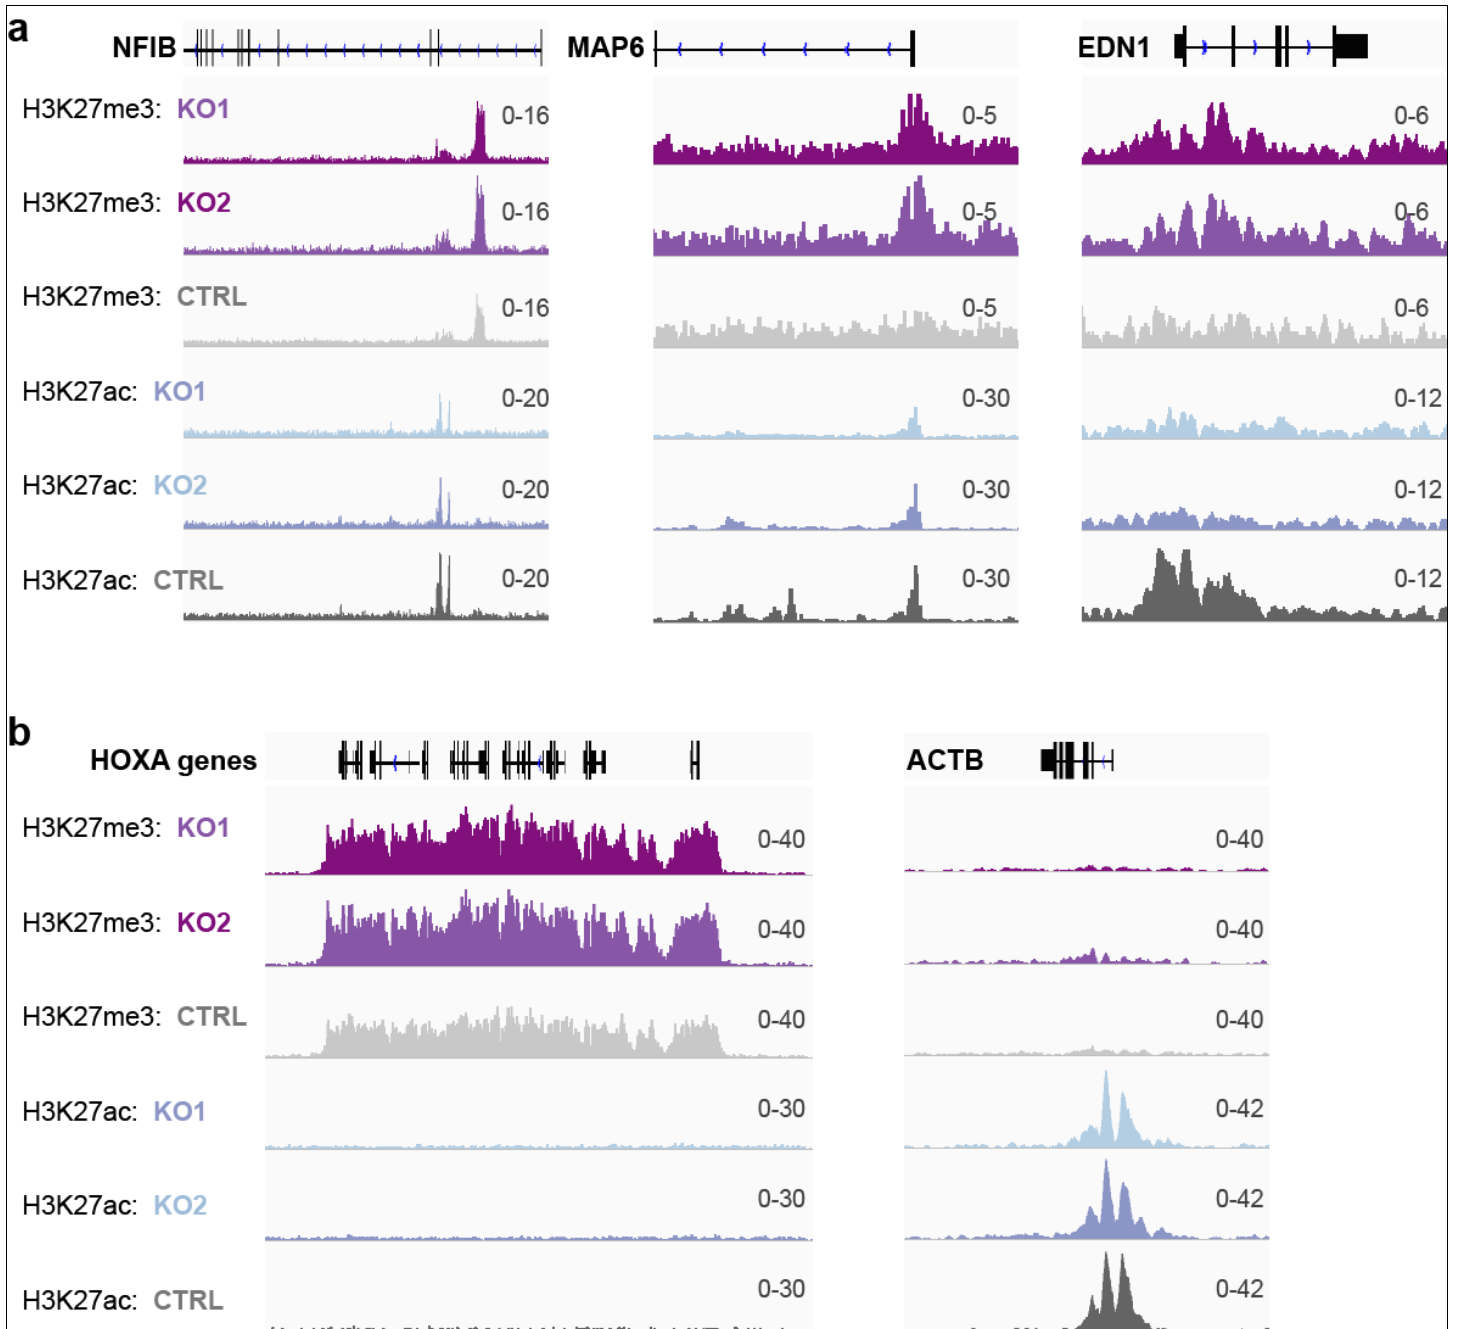 a
NFIB MAP6 EDN1
H3K27me3: KO1 0-16 0-5 0-6
H3K27me3: KO2 0-16 0-5 0-6
H3K27me3: CTRL 0-16 0-5 0-6
H3K27ac: KO1 0-20 0-30 0-12
H3K27ac: KO2 0-20 0-30 0-12
H3K27ac: CTRL 0-20 0-30 0-12
b
HOXA genes ACTB
H3K27me3: KO1 0-40 0-40
H3K27me3: KO2 0-40 0-40
H3K27me3: CTRL 0-40 0-40
H3K27ac: KO1 0-30 0-42
H3K27ac: KO2 0-30 0-42
H3K27ac: CTRL 0-30 0-42